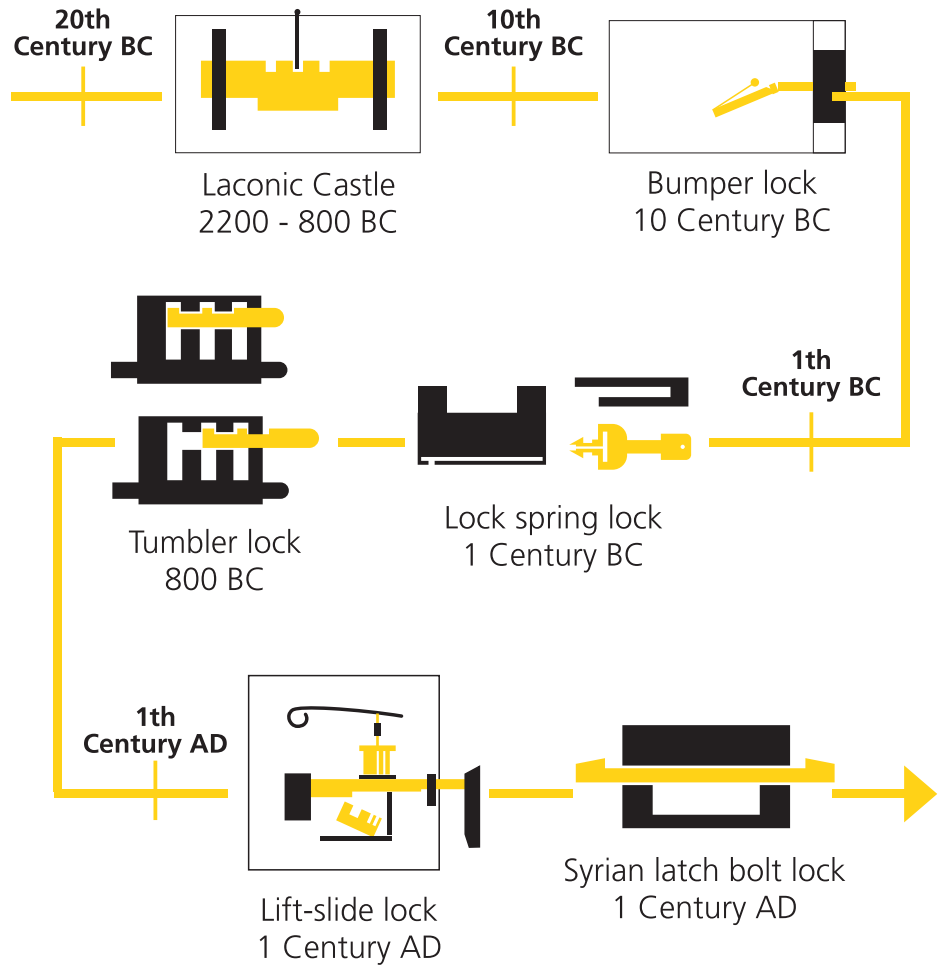 20th
Century BC
10th
Century BC
Laconic Castle
2200 - 800 BC
Bumper lock
10 Century BC
1th
Century BC
Lock spring lock
1 Century BC
Tumbler lock
800 BC
1th
Century AD
Lift-slide lock
1 Century AD
Syrian latch bolt lock
1 Century AD